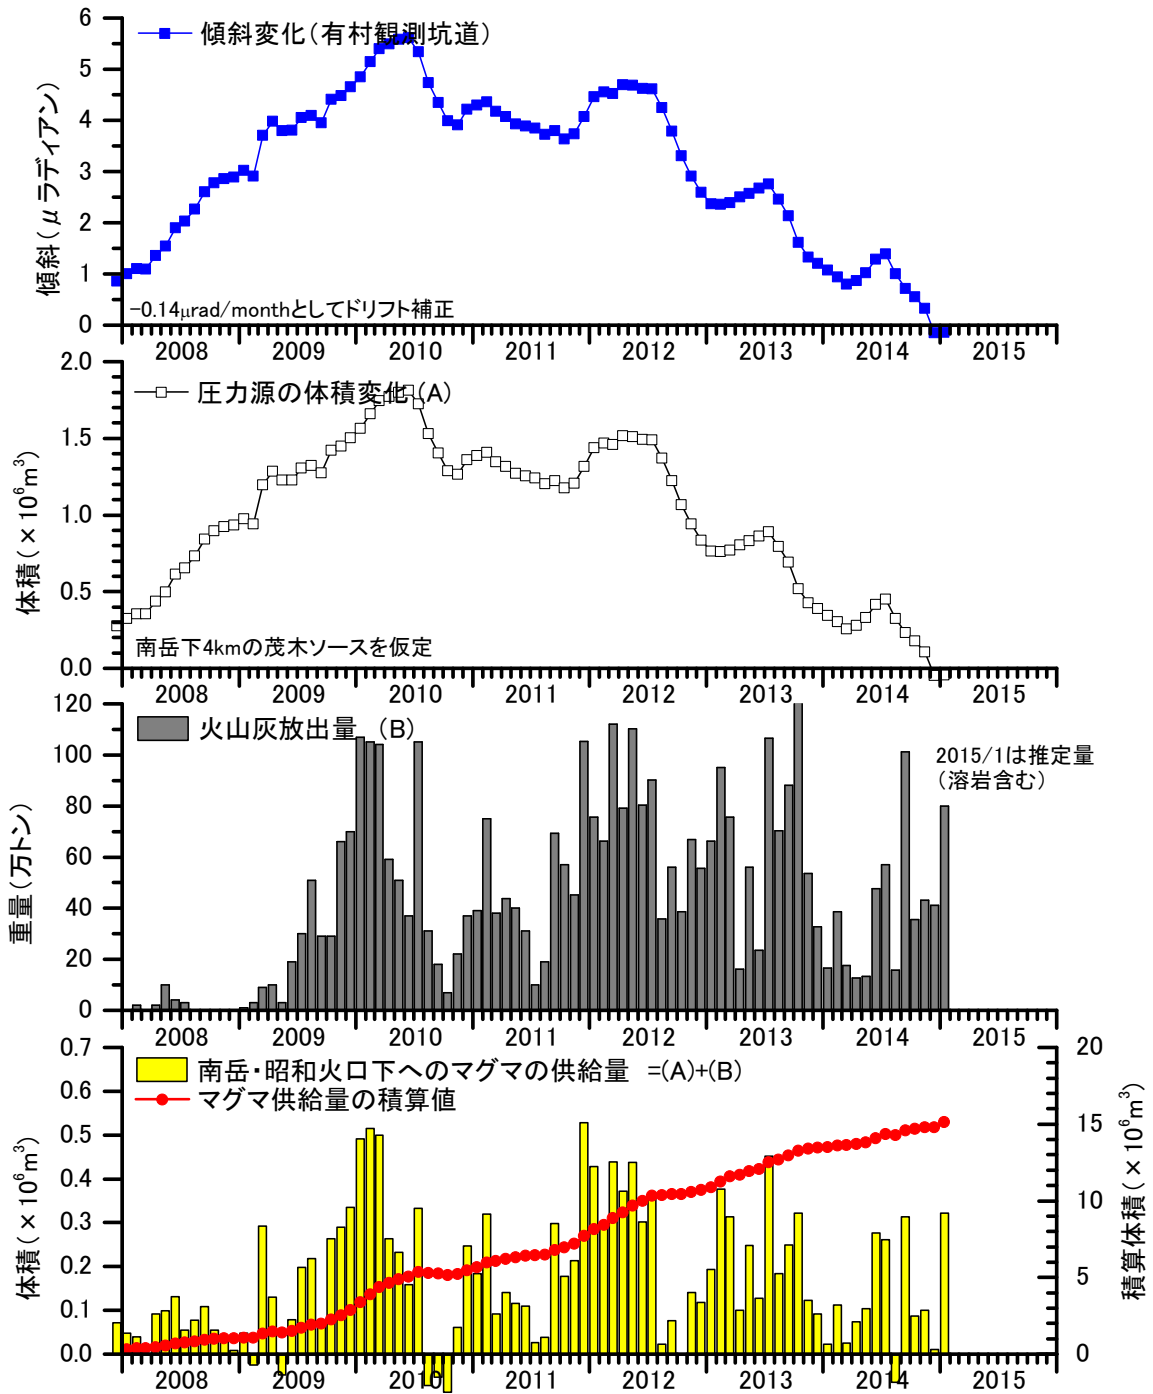 6
5
4
3
2
1
0
傾斜(μラディアン)
傾斜変化(有村観測坑道)
-0.14μrad/monthとしてドリフト補正
2008 2009 2010 2011 2012 2013 2014 2015
2.0
1.5
1.0
0.5
0.0
体積(×10⁶m³)
圧力源の体積変化(A)
南岳下4kmの茂木ソースを仮定
2008 2009 2010 2011 2012 2013 2014 2015
120
100
80
60
40
20
0
重量(万トン)
火山灰放出量 (B)
2015/1は推定量
(溶岩含む)
2008 2009 2010 2011 2012 2013 2014 2015
0.7
0.6
0.5
0.4
0.3
0.2
0.1
0.0
体積(×10⁶m³)
南岳・昭和火口下へのマグマの供給量 =(A)+(B)
マグマ供給量の積算値
20
15
10
5
0
積算体積(×10⁶m³)
2008 2009 2010 2011 2012 2013 2014 2015